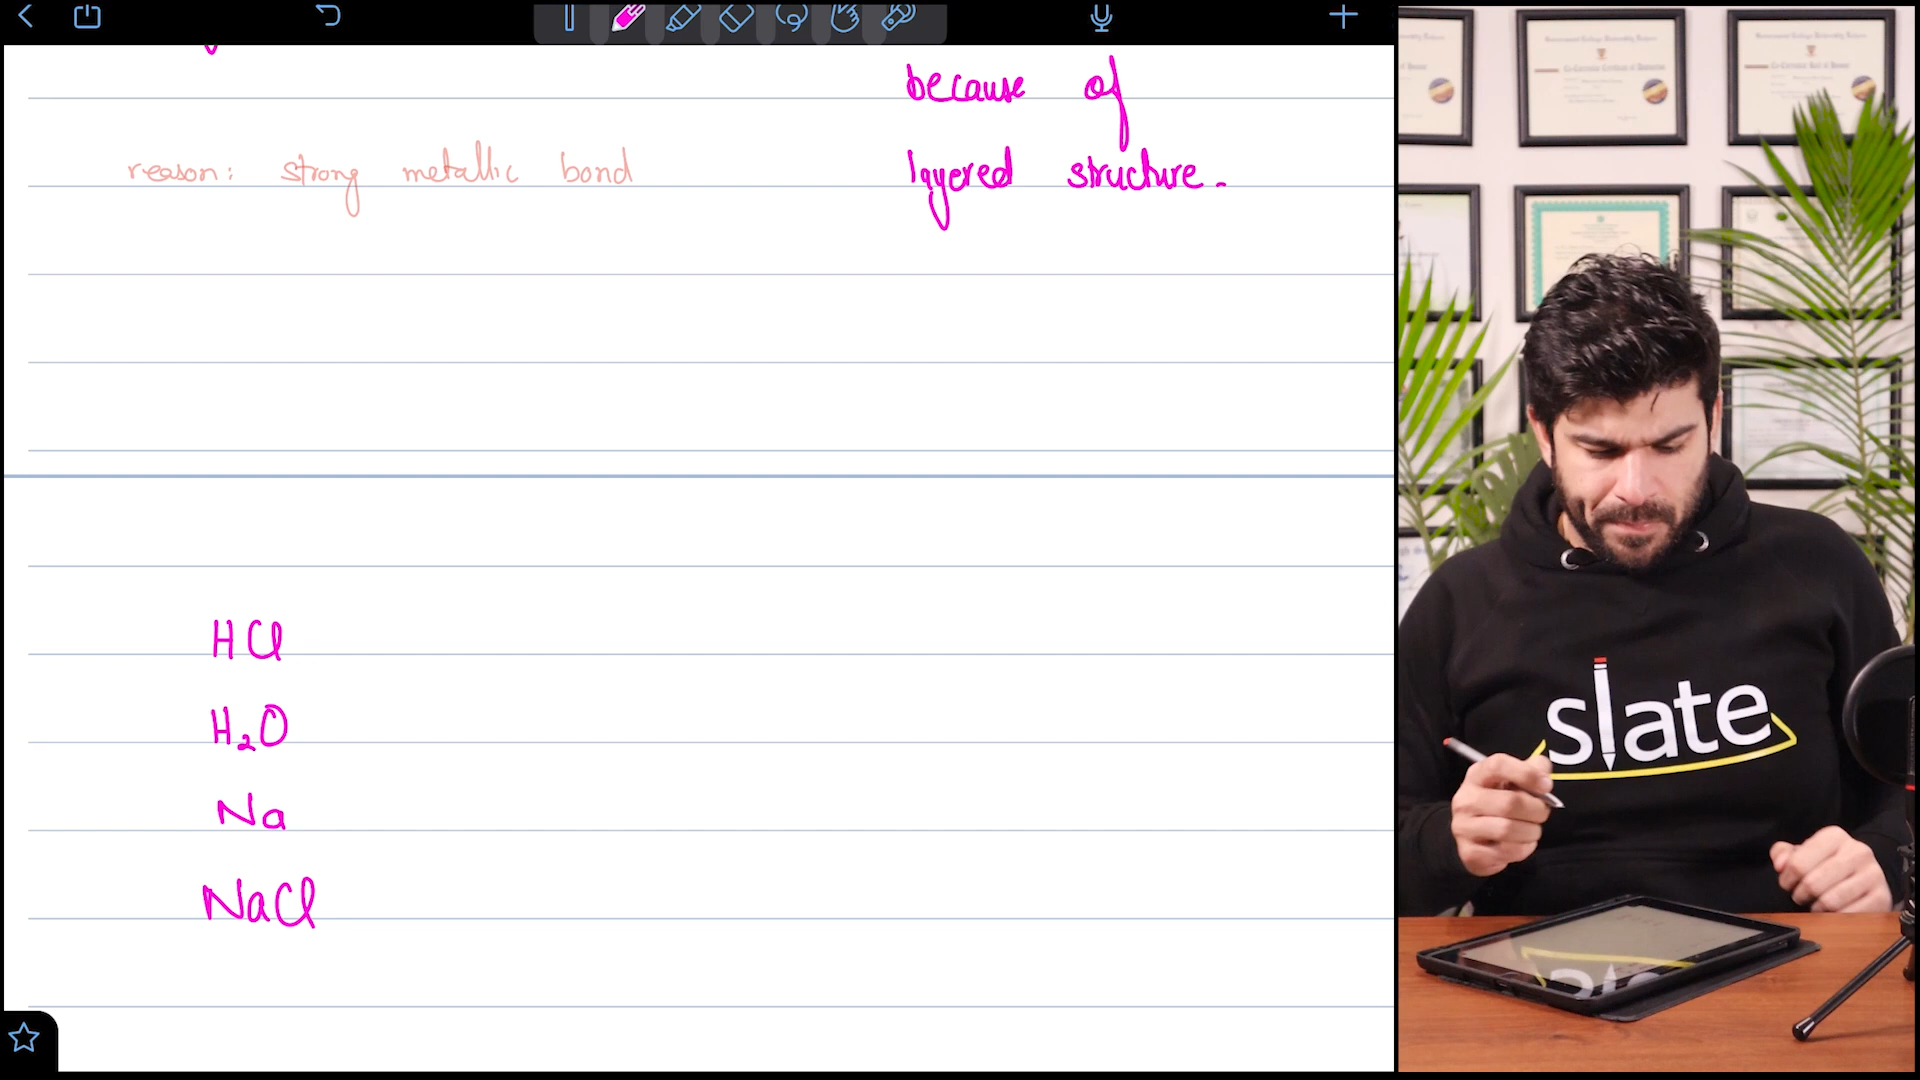 because of
reason: strong metallic bond
layered structure.
HCl
H₂O
Na
NaCl
slate